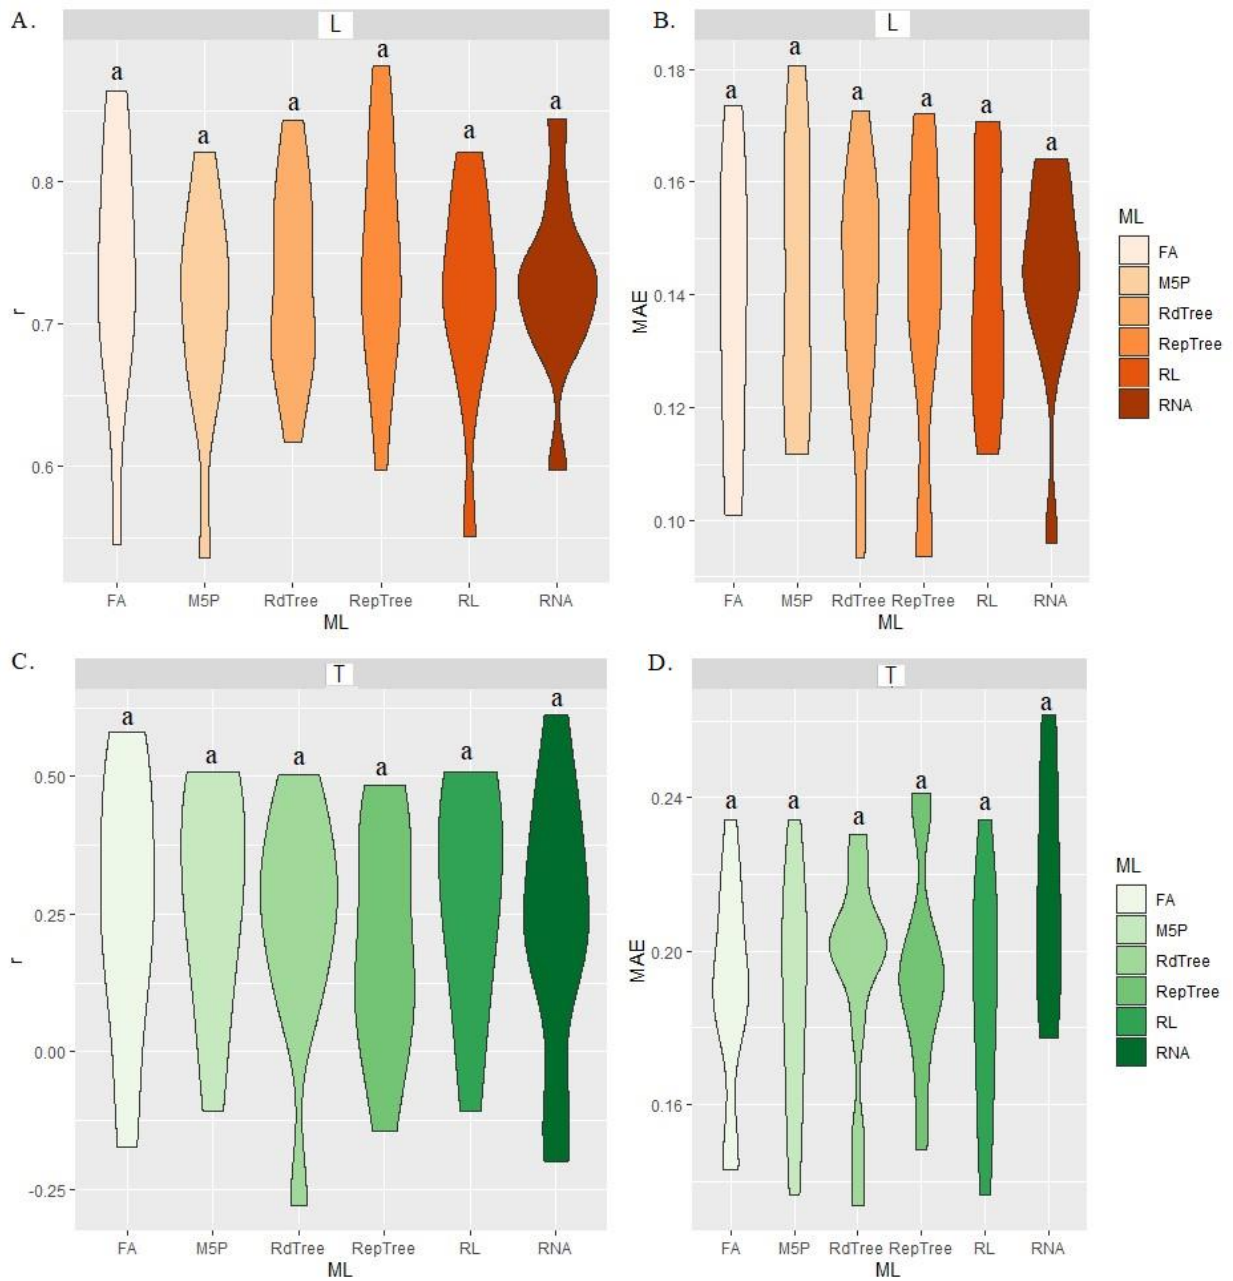 A.
L
a
a
a
a
a
a
r
0.8
0.7
0.6
FA M5P RdTree RepTree RL RNA
ML
B.
L
a
a
a
a
a
a
MAE
0.18
0.16
0.14
0.12
0.10
FA M5P RdTree RepTree RL RNA
ML
ML
FA
M5P
RdTree
RepTree
RL
RNA
C.
T
a
a
a
a
a
a
r
0.50
0.25
0.00
-0.25
FA M5P RdTree RepTree RL RNA
ML
D.
T
a
a
a
a
a
a
MAE
0.24
0.20
0.16
FA M5P RdTree RepTree RL RNA
ML
ML
FA
M5P
RdTree
RepTree
RL
RNA